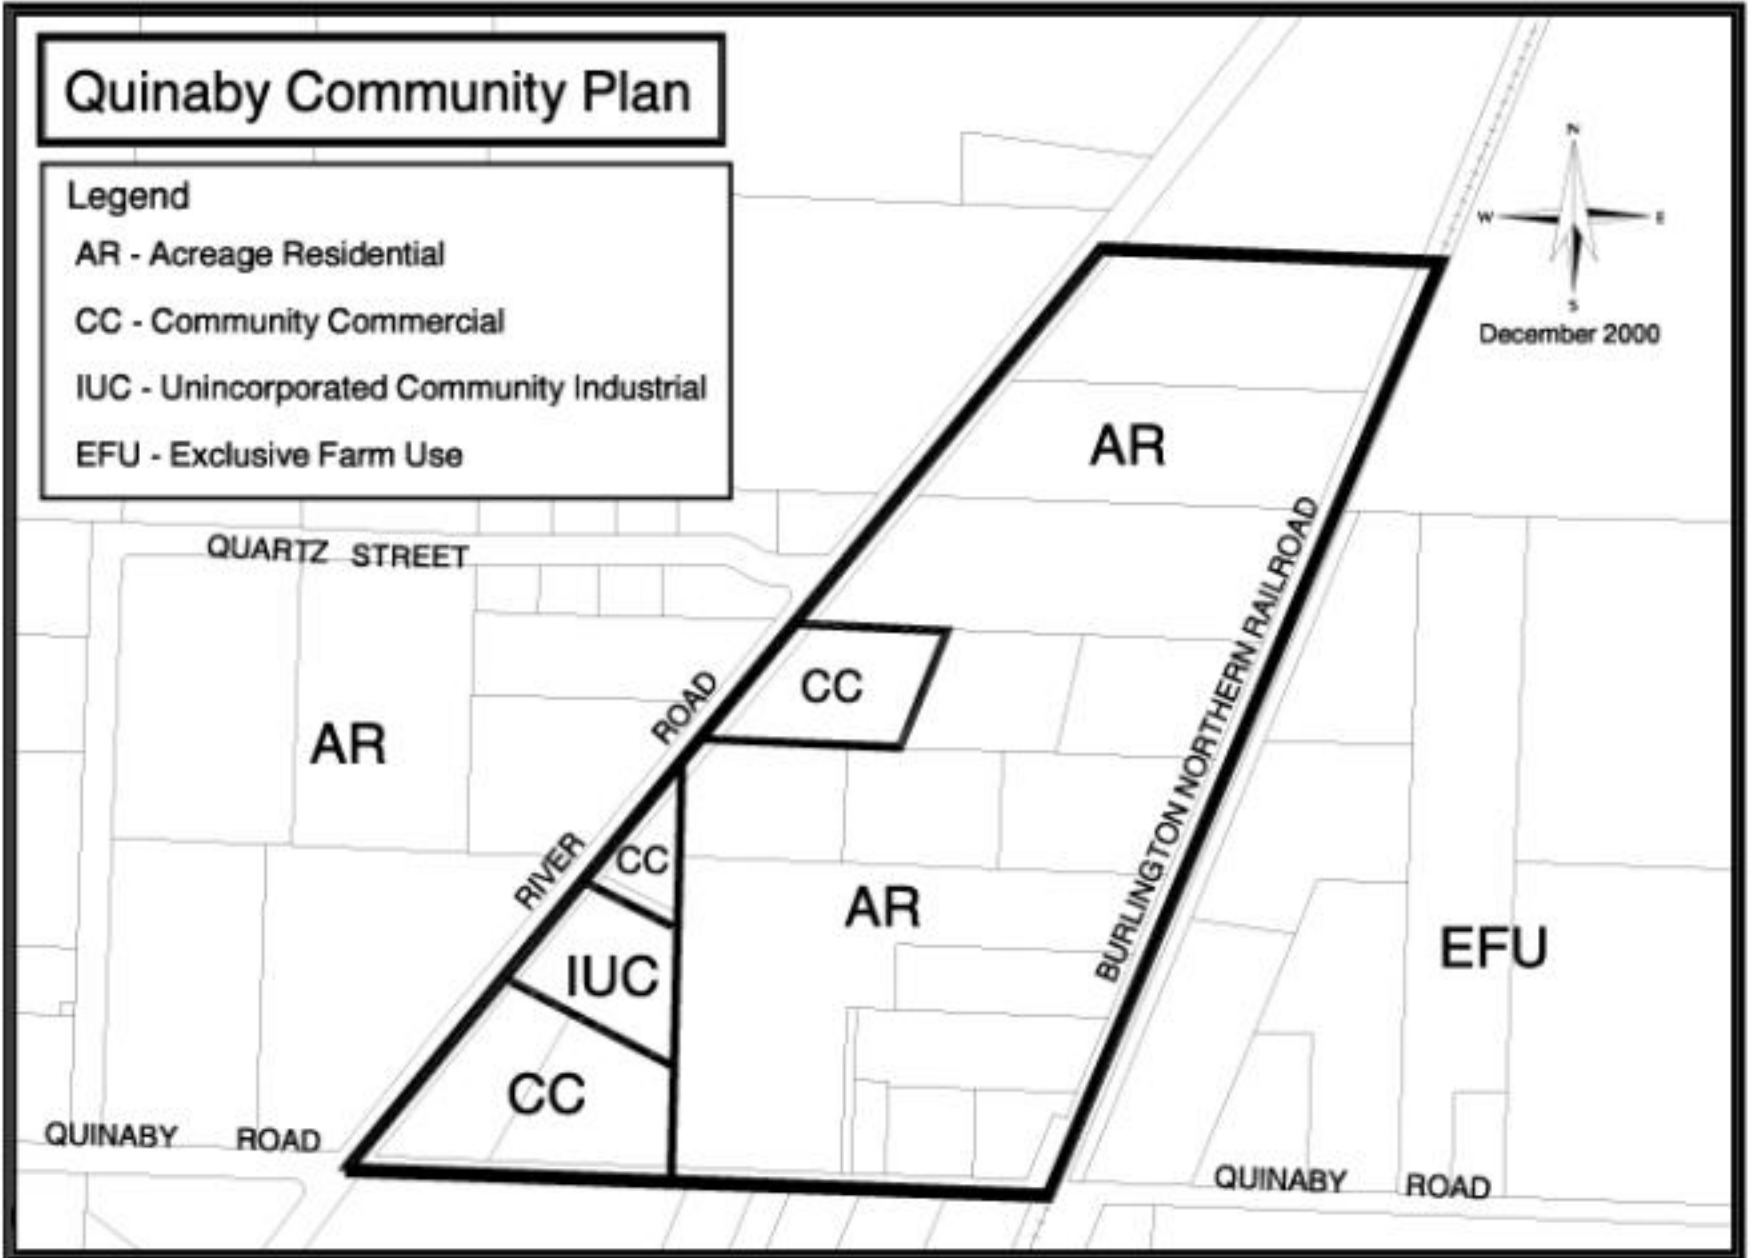 Quinaby Community Plan
Legend
AR - Acreage Residential
CC - Community Commercial
IUC - Unincorporated Community Industrial
EFU - Exclusive Farm Use
N
W E
S
December 2000
AR
QUARTZ STREET
BURLINGTON NORTHERN RAILROAD
CC
RIVER ROAD
AR
CC
AR
EFU
IUC
CC
QUINABY ROAD
QUINABY ROAD